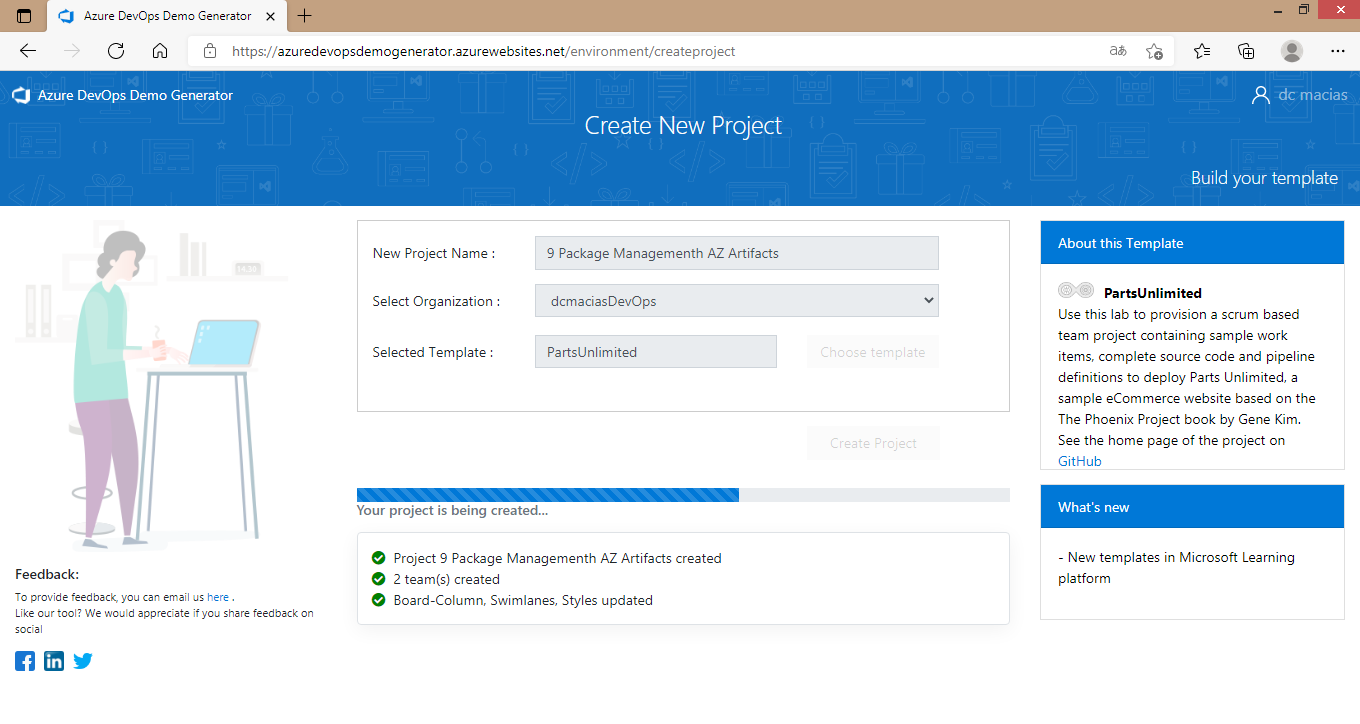 Azure DevOps Demo Generator
https://azuredevopsdemogenerator.azurewebsites.net/environment/createproject
aあ
Azure DevOps Demo Generator
dc macias
Create New Project
Build your template
New Project Name :
9 Package Managementh AZ Artifacts
Select Organization :
dcmaciasDevOps
Selected Template :
PartsUnlimited
Choose template
Create Project
Your project is being created...
Project 9 Package Managementh AZ Artifacts created
2 team(s) created
Board-Column, Swimlanes, Styles updated
About this Template
PartsUnlimited
Use this lab to provision a scrum based
team project containing sample work
items, complete source code and pipeline
definitions to deploy Parts Unlimited, a
sample eCommerce website based on the
The Phoenix Project book by Gene Kim.
See the home page of the project on
GitHub
What's new
- New templates in Microsoft Learning
platform
Feedback:
To provide feedback, you can email us here .
Like our tool? We would appreciate if you share feedback on
social